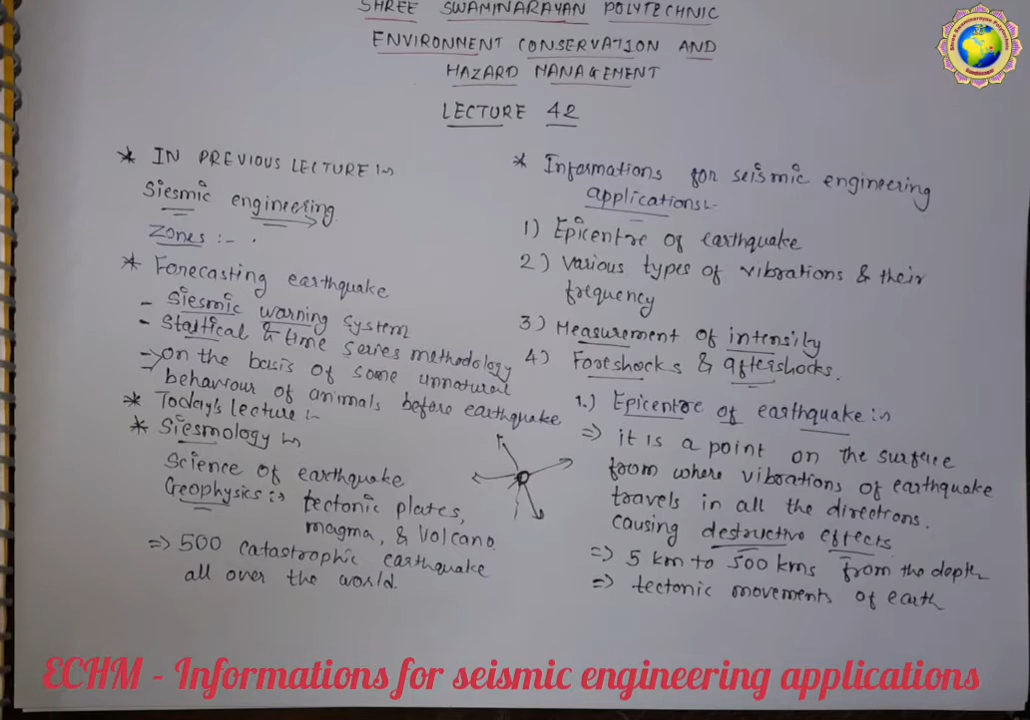 SHREE SWAMINARAYAN POLYTECHNIC
ENVIRONMENT CONSERVATION AND
HAZARD MANAGEMENT
LECTURE 42
* IN PREVIOUS LECTURE :-
Siesmic engineering
Zones :-
* Forecasting earthquake
- Siesmic warning system
- Statical & time series methodology
-> on the basis of some unnatural
behaviour of animals before earthquake
* Today's lecture :-
* Siesmology :-
Science of earthquake
Geophysics :- tectonic plates,
magma, & Volcano.
=> 500 catastrophic earthquake
all over the world.
* Informations for seismic engineering
applications :-
1) Epicentre of earthquake
2) Various types of vibrations & their
frequency
3) Measurement of intensity
4) Foreshocks & aftershocks.
1.) Epicentre of earthquake :-
=> it is a point on the surface
from where vibrations of earthquake
travels in all the directions.
causing destructive effects
=> 5 km to 500 kms from the depth
=> tectonic movements of earth
ECHM - Informations for seismic engineering applications